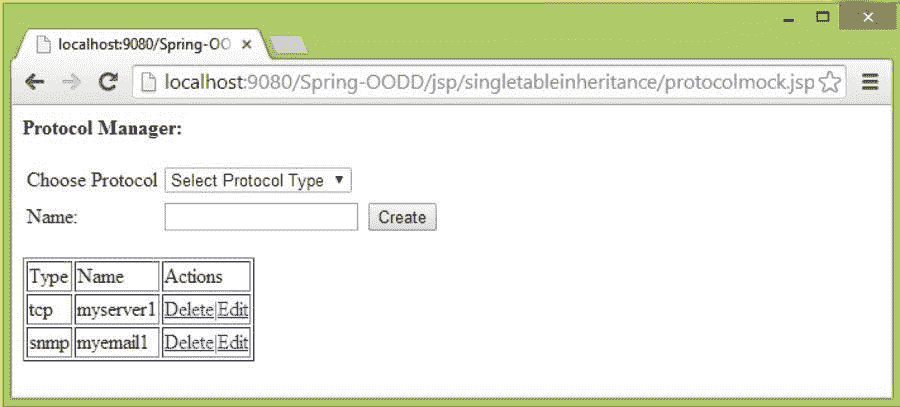 localhost:9080/Spring-OO
localhost:9080/Spring-OODD/jsp/singletableinheritance/protocolmock.jsp
Protocol Manager:
Choose Protocol Select Protocol Type
Name: Create
Type Name Actions
tcp myserver1 Delete|Edit
snmp myemail1 Delete|Edit